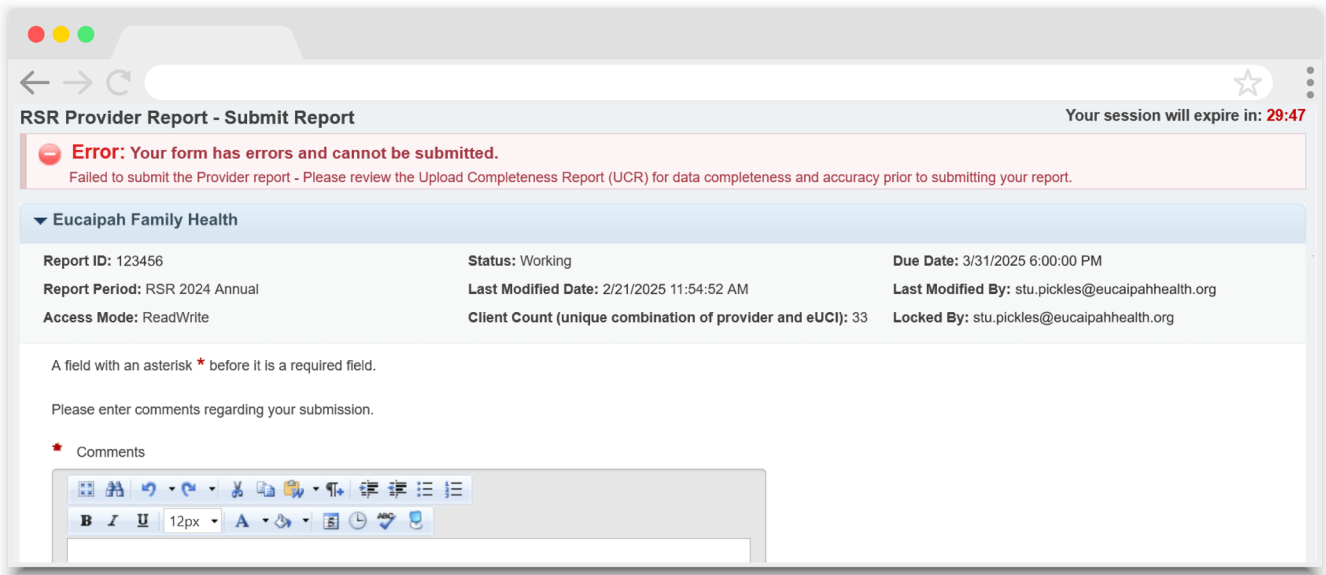 RSR Provider Report - Submit Report
Your session will expire in: 29:47
Error: Your form has errors and cannot be submitted.
Failed to submit the Provider report - Please review the Upload Completeness Report (UCR) for data completeness and accuracy prior to submitting your report.
Eucaipah Family Health
Report ID: 123456
Status: Working
Due Date: 3/31/2025 6:00:00 PM
Report Period: RSR 2024 Annual
Last Modified Date: 2/21/2025 11:54:52 AM
Last Modified By: stu.pickles@eucaipahhealth.org
Access Mode: ReadWrite
Client Count (unique combination of provider and eUCI): 33
Locked By: stu.pickles@eucaipahhealth.org
A field with an asterisk * before it is a required field.
Please enter comments regarding your submission.
* Comments
B I U 12px A ABC